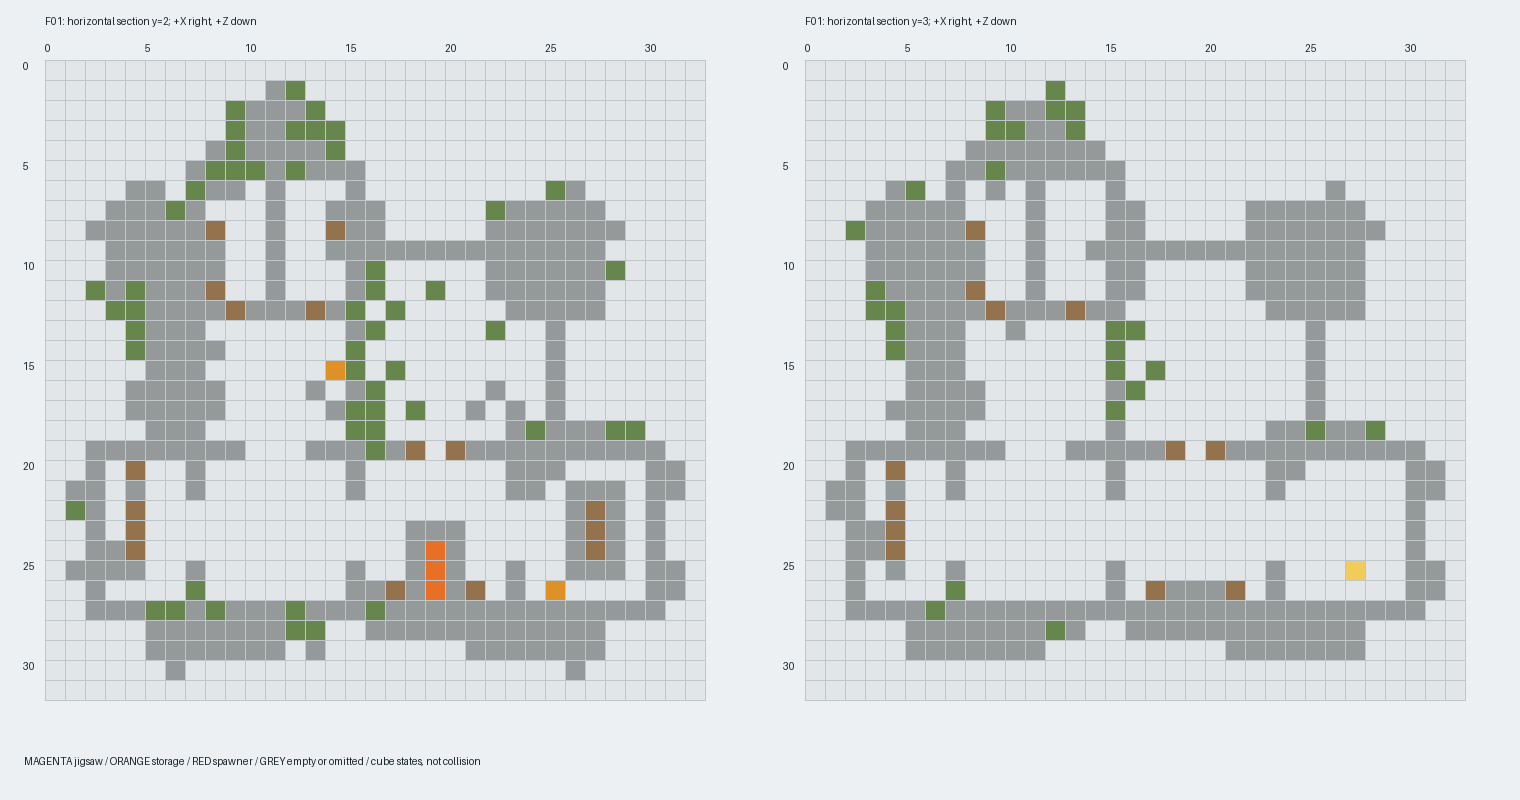 F01: horizontal section y=2; +X right, +Z down
F01: horizontal section y=3; +X right, +Z down
0 5 10 15 20 25 30
0 5 10 15 20 25 30
0
0
5
5
10
10
15
15
20
20
25
25
30
30
MAGENTA jigsaw / ORANGE storage / RED spawner / GREY empty or omitted / cube states, not collision